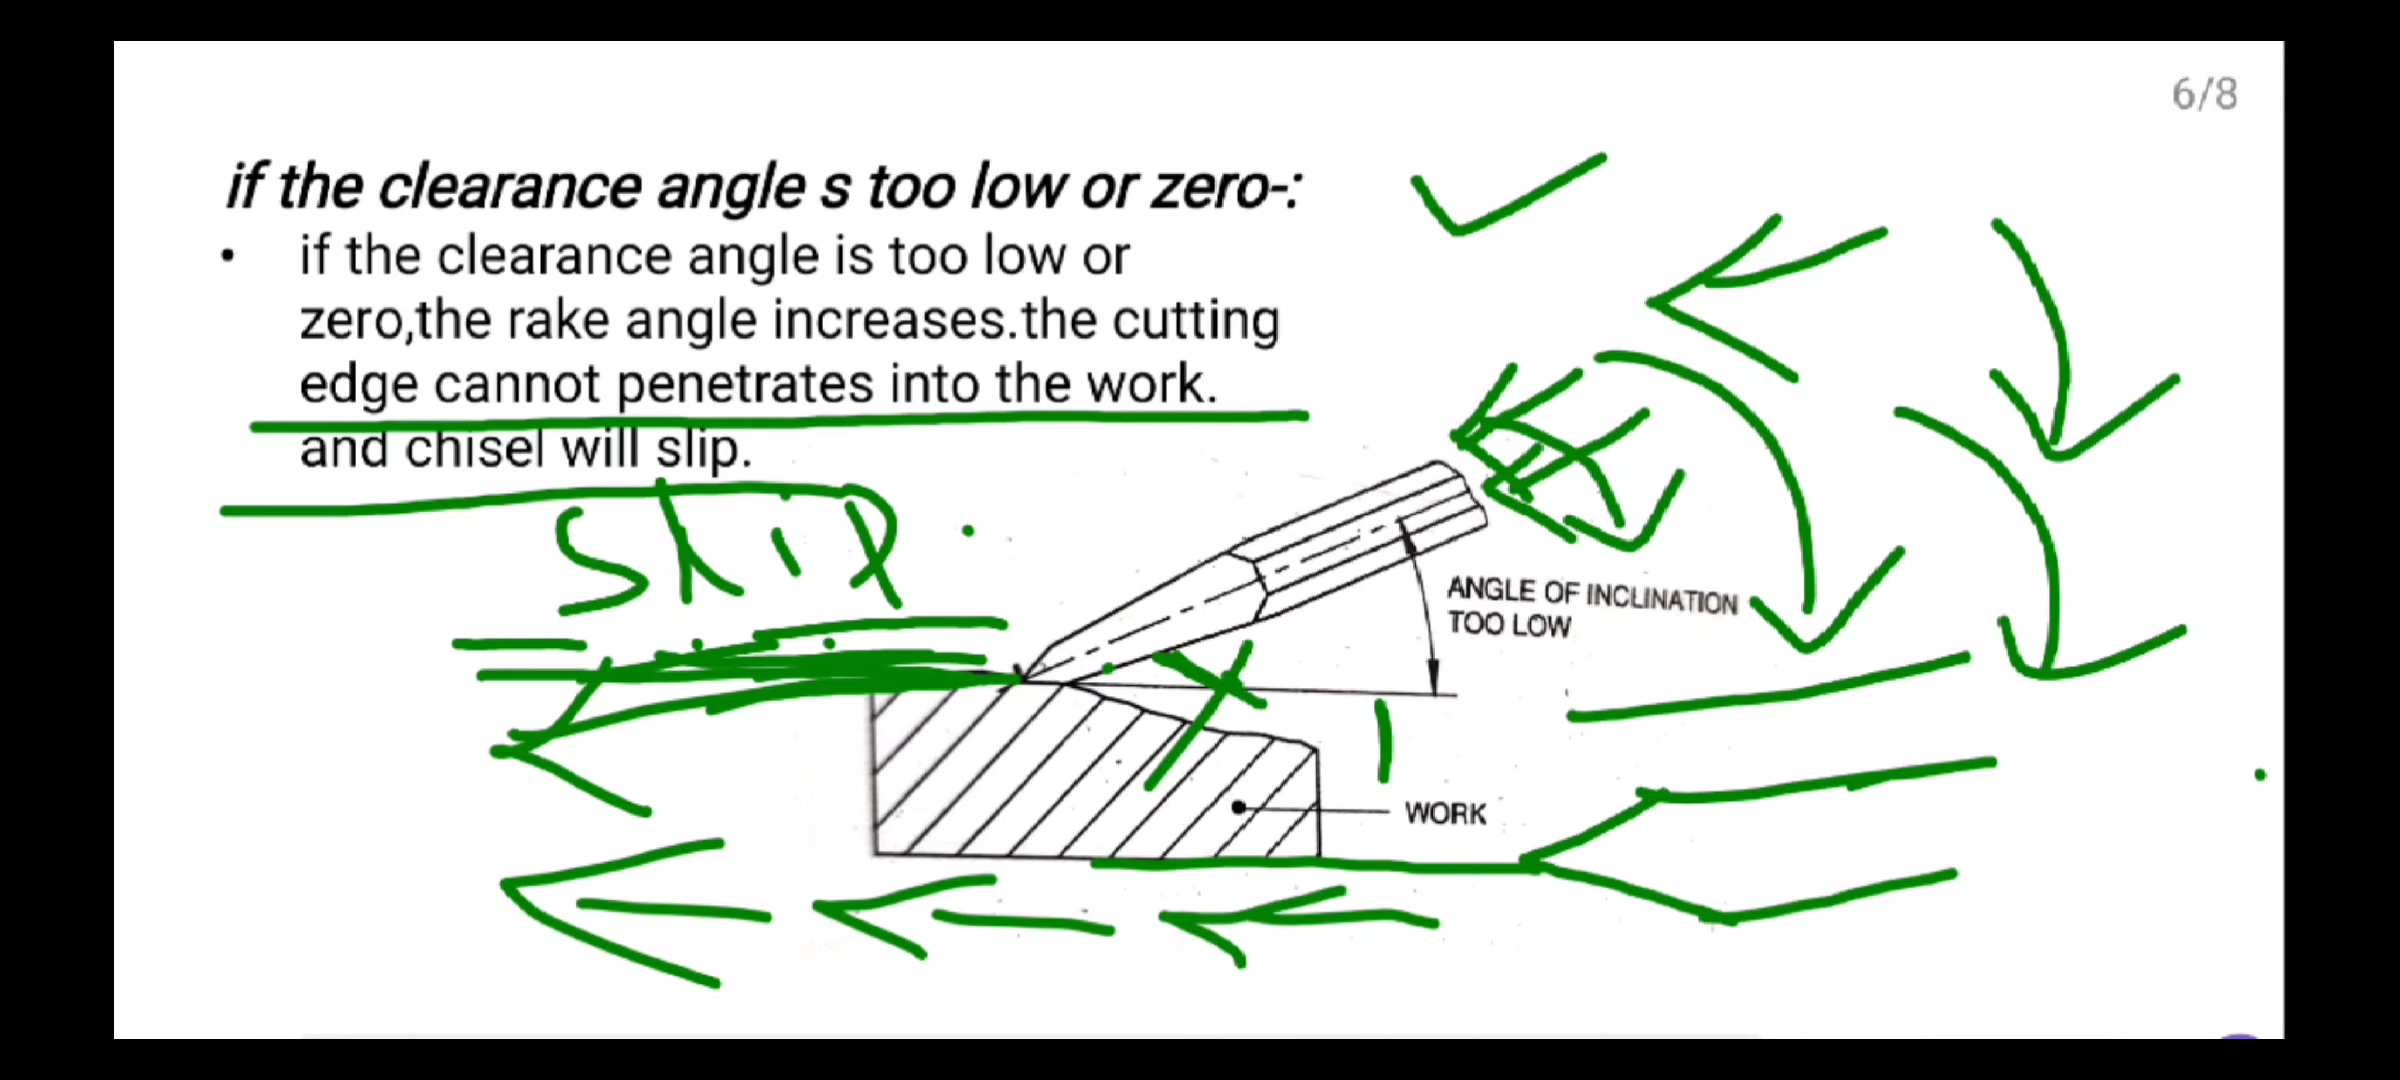 6/8
if the clearance angle s too low or zero-:
• if the clearance angle is too low or
zero,the rake angle increases.the cutting
edge cannot penetrates into the work.
and chisel will slip.
ANGLE OF INCLINATION
TOO LOW
WORK